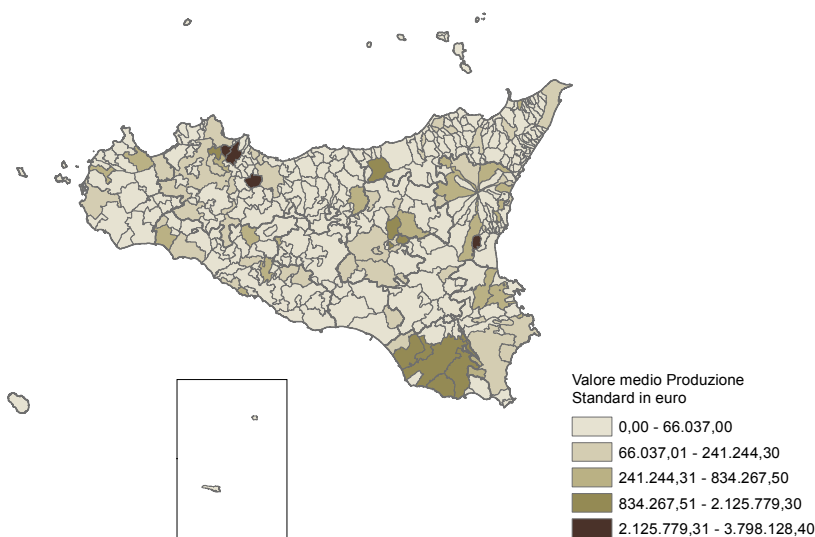 Valore medio Produzione
Standard in euro
0,00 - 66.037,00
66.037,01 - 241.244,30
241.244,31 - 834.267,50
834.267,51 - 2.125.779,30
2.125.779,31 - 3.798.128,40